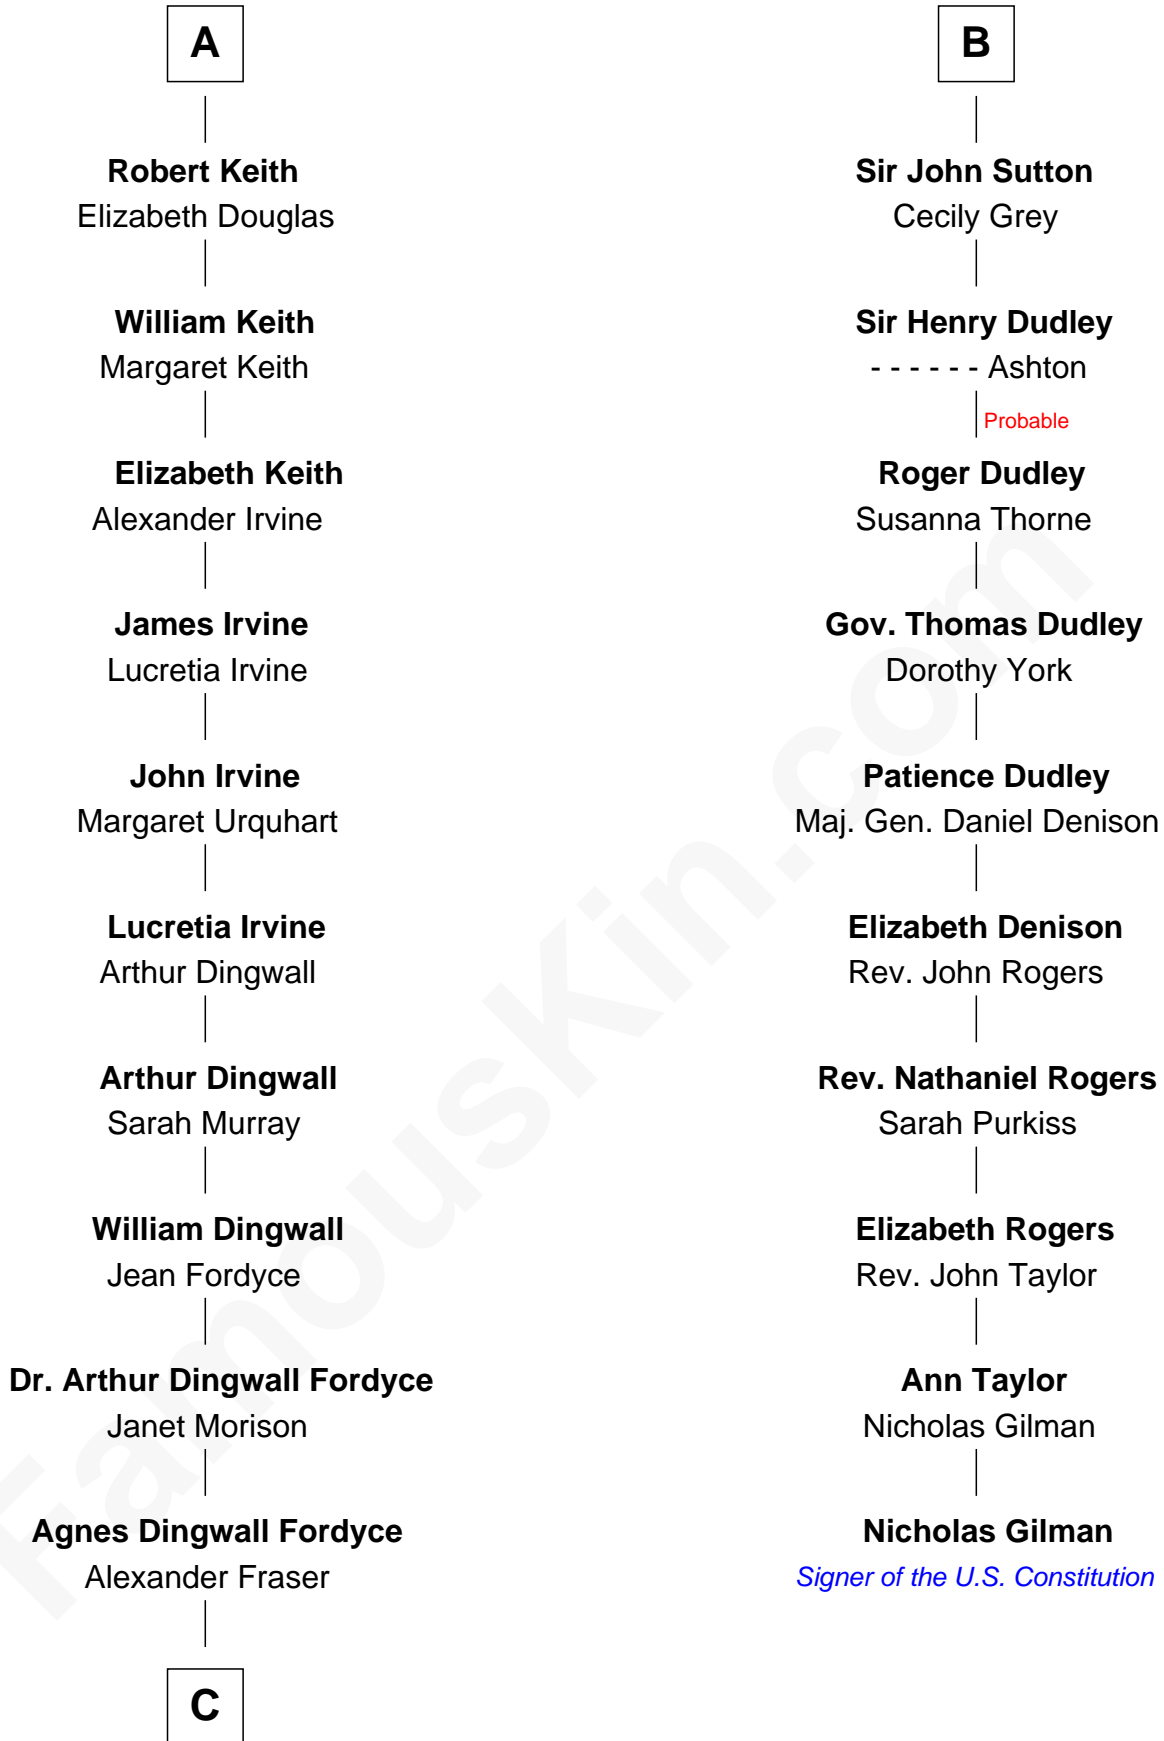 A
Robert Keith
Elizabeth Douglas
William Keith
Margaret Keith
Elizabeth Keith
Alexander Irvine
James Irvine
Lucretia Irvine
John Irvine
Margaret Urquhart
Lucretia Irvine
Arthur Dingwall
Arthur Dingwall
Sarah Murray
William Dingwall
Jean Fordyce
Dr. Arthur Dingwall Fordyce
Janet Morison
Agnes Dingwall Fordyce
Alexander Fraser
C
B
Sir John Sutton
Cecily Grey
Sir Henry Dudley
- - - - - - Ashton
Probable
Roger Dudley
Susanna Thorne
Gov. Thomas Dudley
Dorothy York
Patience Dudley
Maj. Gen. Daniel Denison
Elizabeth Denison
Rev. John Rogers
Rev. Nathaniel Rogers
Sarah Purkiss
Elizabeth Rogers
Rev. John Taylor
Ann Taylor
Nicholas Gilman
Nicholas Gilman
Signer of the U.S. Constitution
FamousKin.com